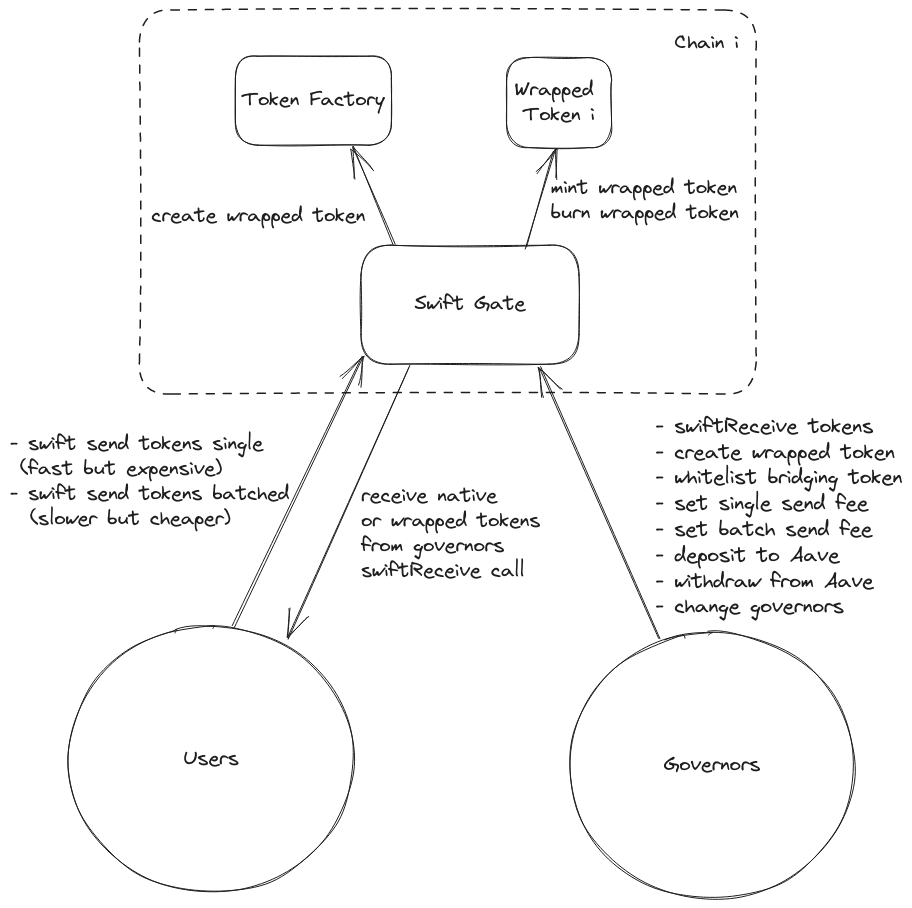 Chain i
Token Factory
Wrapped
Token i
create wrapped token
mint wrapped token
burn wrapped token
Swift Gate
- swift send tokens single
(fast but expensive)
- swift send tokens batched
(slower but cheaper)
receive native
or wrapped tokens
from governors
swiftReceive call
- swiftReceive tokens
- create wrapped token
- whitelist bridging token
- set single send fee
- set batch send fee
- deposit to Aave
- withdraw from Aave
- change governors
Users
Governors